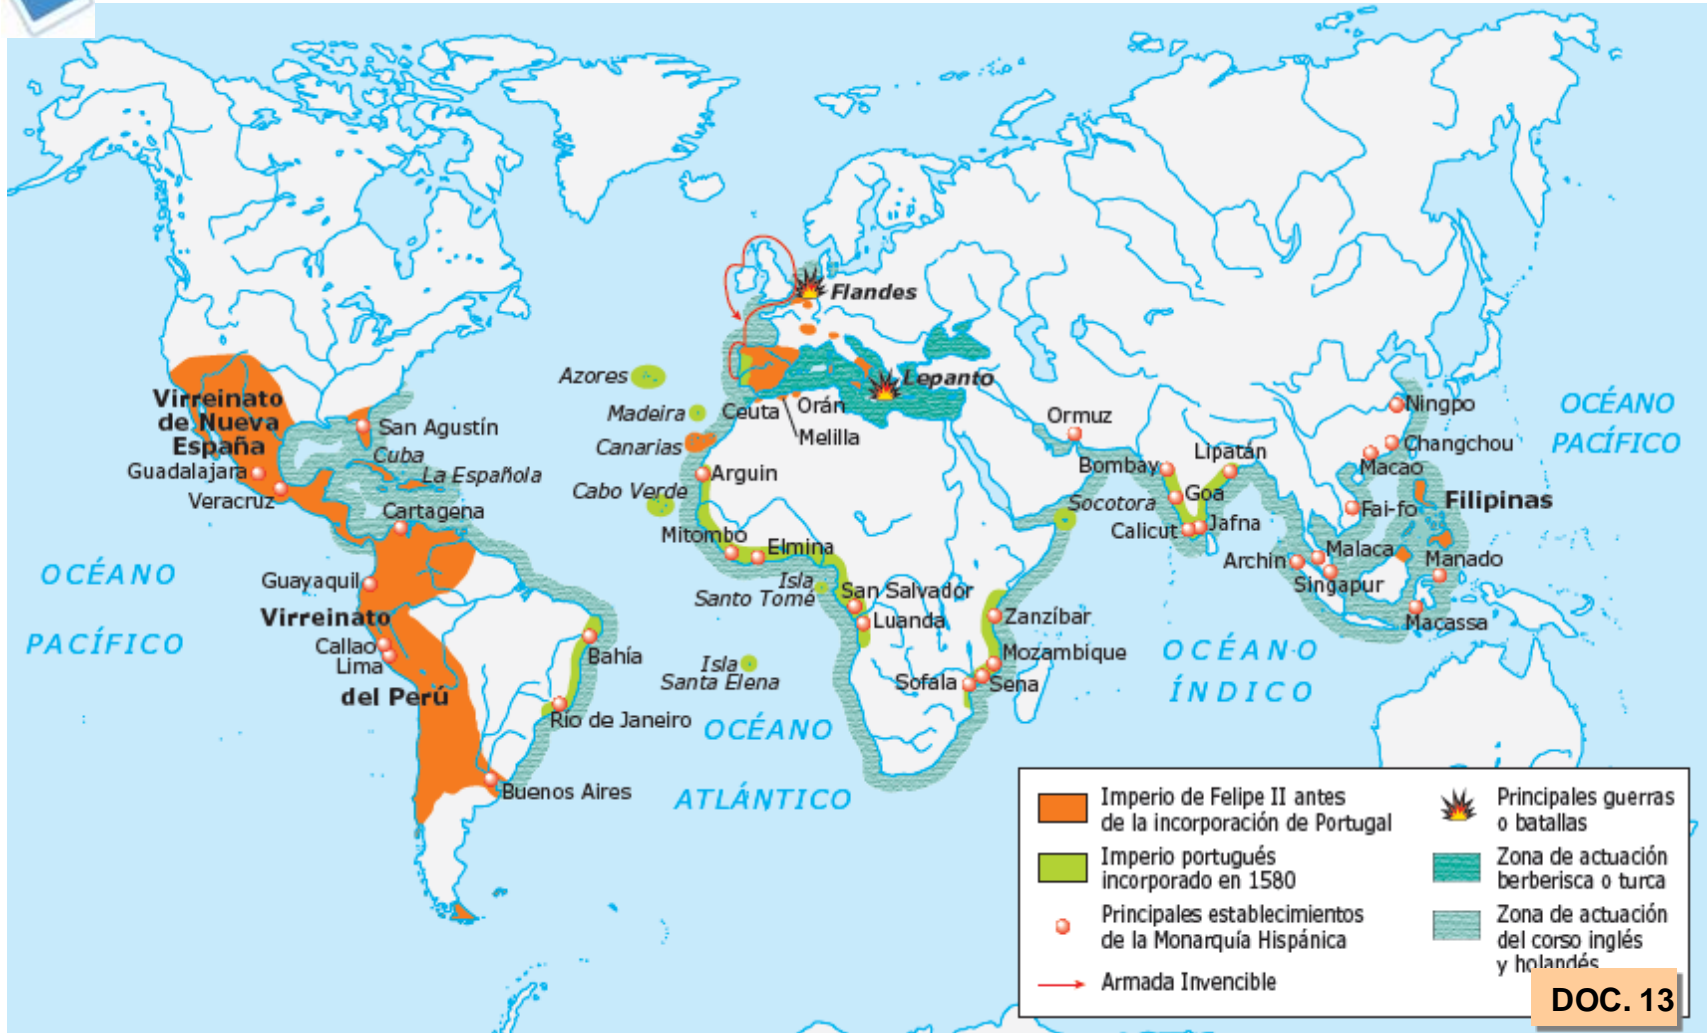 Flandes
Azores
Lepanto
Madeira
Ceuta
Orán
Melilla
Canarias
Virreinato
de Nueva
España
San Agustín
Cuba
La Española
Guadalajara
Veracruz
Cartagena
Arguin
Cabo Verde
Mitombo
Elmina
Isla
Santo Tomé
San Salvador
Luanda
Ormuz
Bombay
Lipatán
Goa
Socotora
Calicut
Jafna
Ningpo
Changchou
Macao
Fai-fo
Filipinas
OCÉANO
PACÍFICO
Archin
Malaca
Singapur
Manado
Macassa
OCÉANO
PACÍFICO
Guayaquil
Virreinato
Callao
Lima
del Perú
Bahía
Río de Janeiro
Buenos Aires
Isla
Santa Elena
OCÉANO
ATLÁNTICO
Zanzíbar
Mozambique
Sofala
Sena
OCÉANO
ÍNDICO
Imperio de Felipe II antes
de la incorporación de Portugal
Imperio portugués
incorporado en 1580
Principales establecimientos
de la Monarquía Hispánica
Armada Invencible
Principales guerras
o batallas
Zona de actuación
berberisca o turca
Zona de actuación
del corso inglés
y holandés
DOC. 13